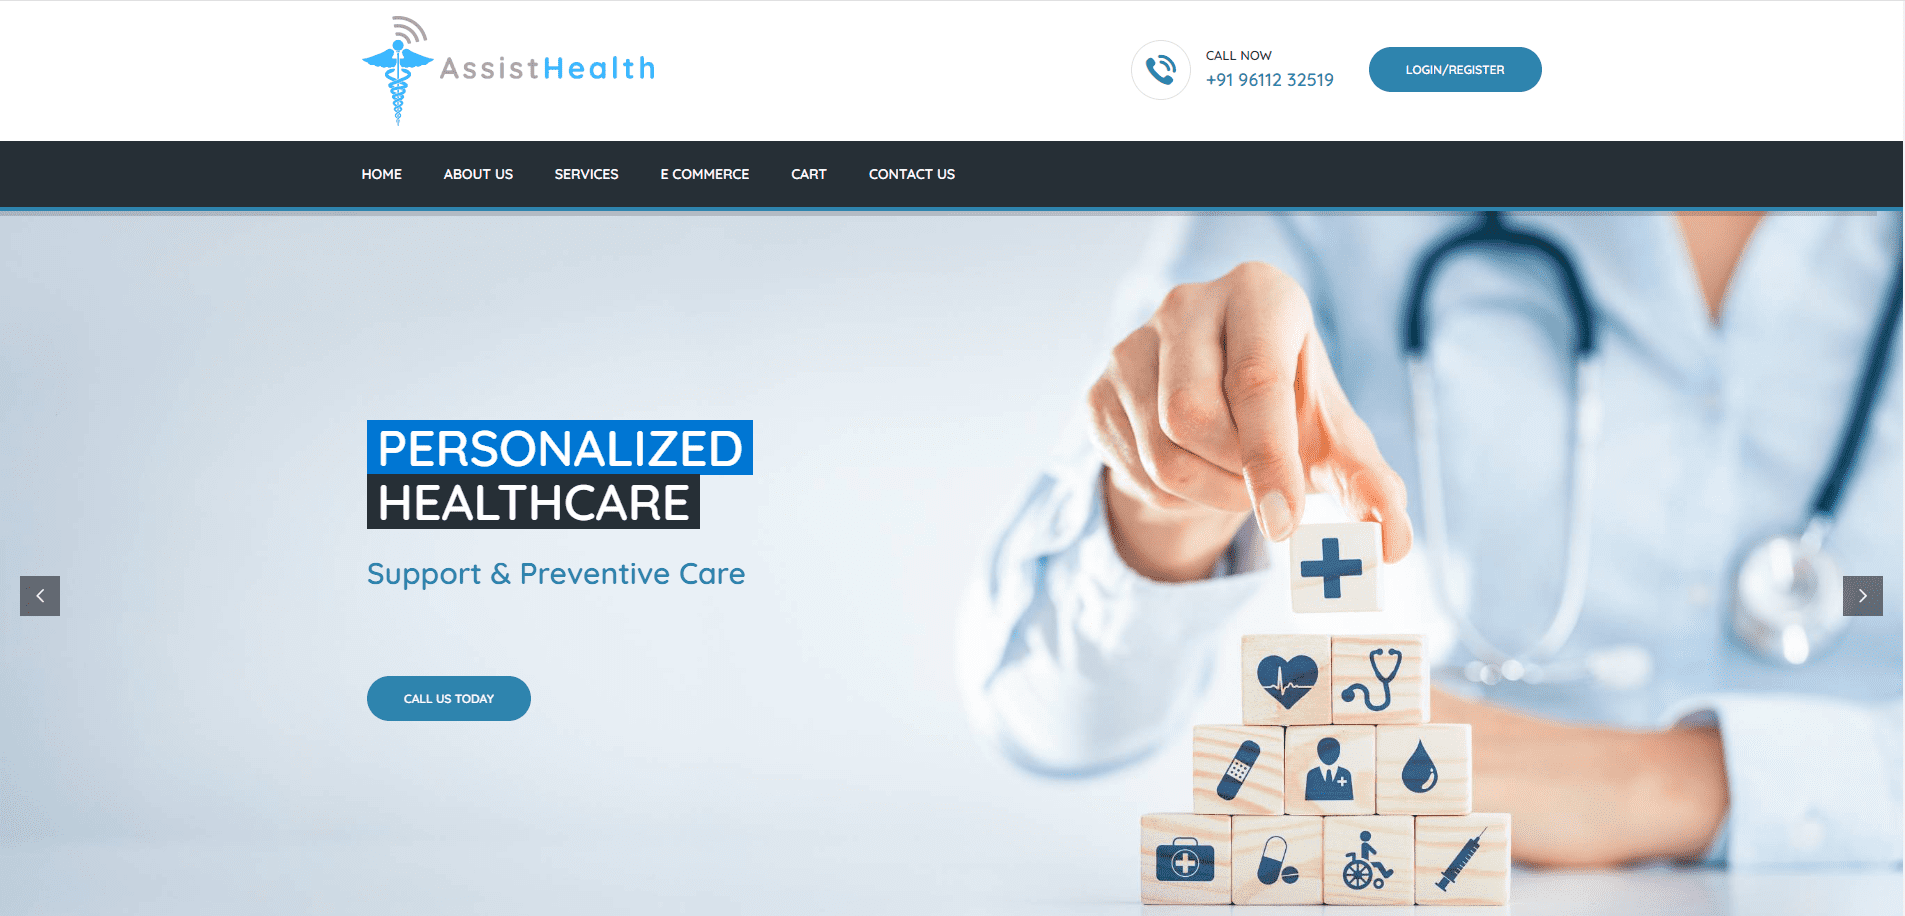 AssistHealth
CALL NOW
+91 96112 32519
LOGIN/REGISTER
HOME
ABOUT US
SERVICES
E COMMERCE
CART
CONTACT US
PERSONALIZED
HEALTHCARE
Support & Preventive Care
CALL US TODAY